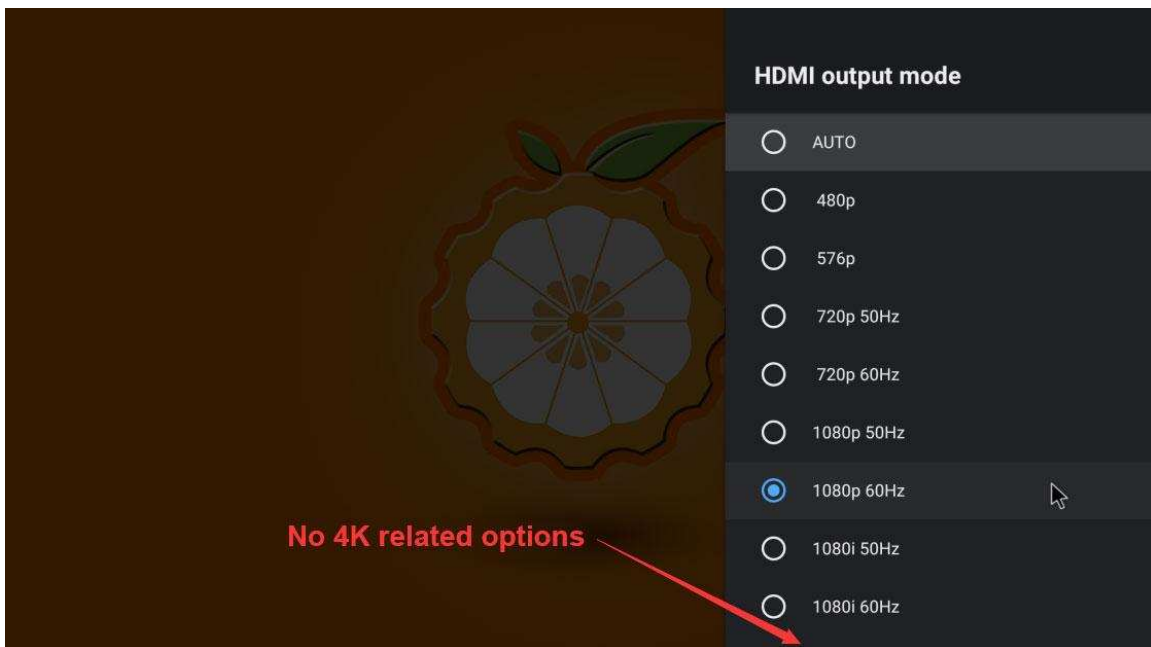 HDMI output mode
AUTO
480p
576p
720p 50Hz
720p 60Hz
1080p 50Hz
1080p 60Hz
No 4K related options
1080i 50Hz
1080i 60Hz